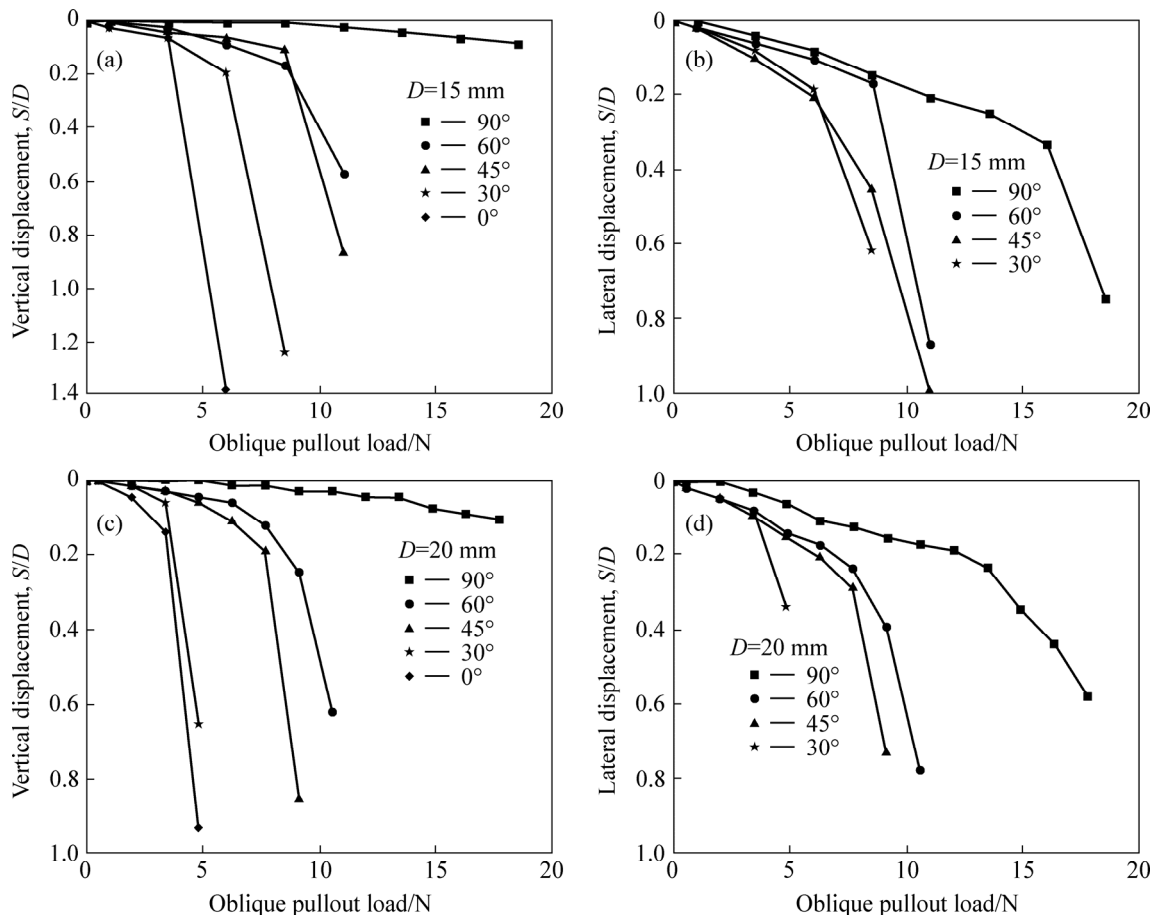 0
0.2
0.4
0.6
0.8
1.0
1.2
1.4
Vertical displacement, S/D
(a)
D=15 mm
90°
60°
45°
30°
0°
0 5 10 15 20
Oblique pullout load/N
0
0.2
0.4
0.6
0.8
1.0
Lateral displacement, S/D
(b)
D=15 mm
90°
60°
45°
30°
0 5 10 15 20
Oblique pullout load/N
0
0.2
0.4
0.6
0.8
1.0
Vertical displacement, S/D
(c)
D=20 mm
90°
60°
45°
30°
0°
0 5 10 15 20
Oblique pullout load/N
0
0.2
0.4
0.6
0.8
1.0
Lateral displacement, S/D
(d)
D=20 mm
90°
60°
45°
30°
0 5 10 15 20
Oblique pullout load/N